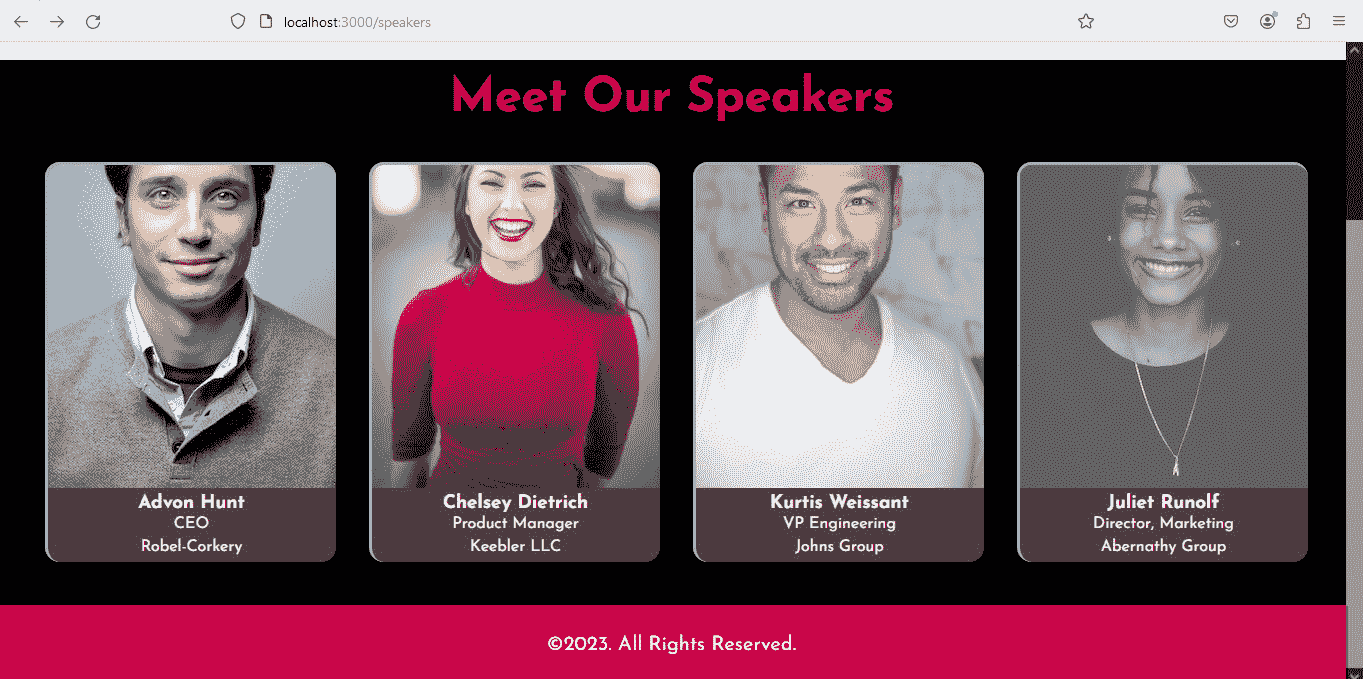 localhost:3000/speakers
Meet Our Speakers
Advon Hunt
CEO
Robel-Corkery
Chelsey Dietrich
Product Manager
Keebler LLC
Kurtis Weissant
VP Engineering
Johns Group
Juliet Runolf
Director, Marketing
Abernathy Group
©2023. All Rights Reserved.